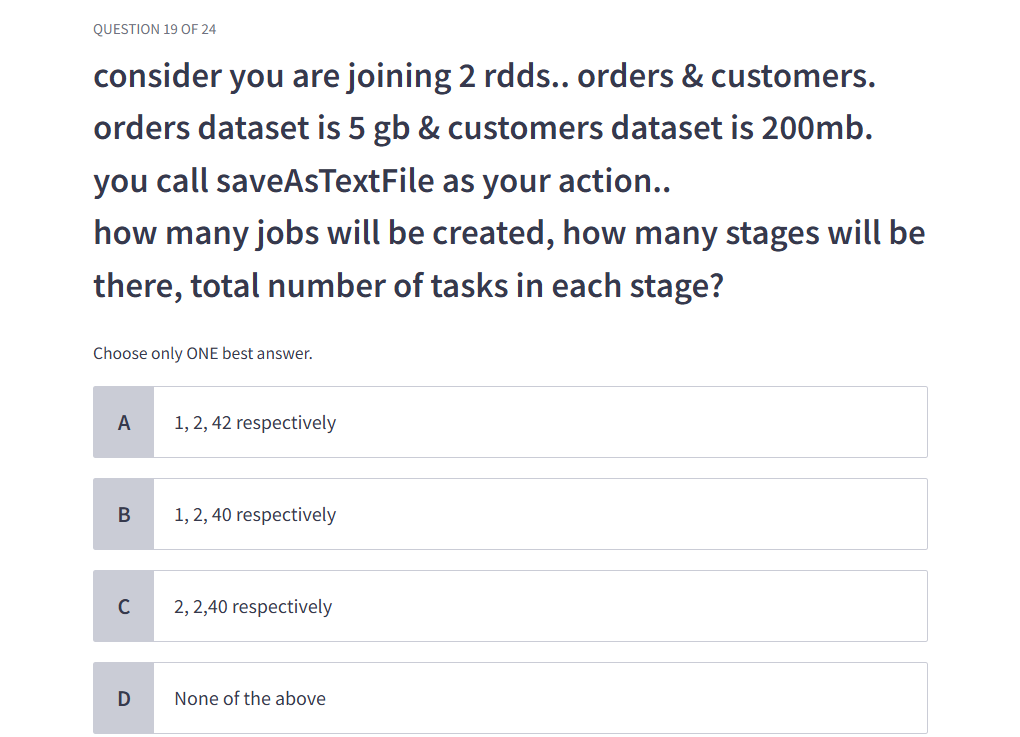 QUESTION 19 OF 24
consider you are joining 2 rdds.. orders & customers.
orders dataset is 5 gb & customers dataset is 200mb.
you call saveAsTextFile as your action..
how many jobs will be created, how many stages will be
there, total number of tasks in each stage?
Choose only ONE best answer.
A 1, 2, 42 respectively
B 1, 2, 40 respectively
C 2, 2,40 respectively
D None of the above